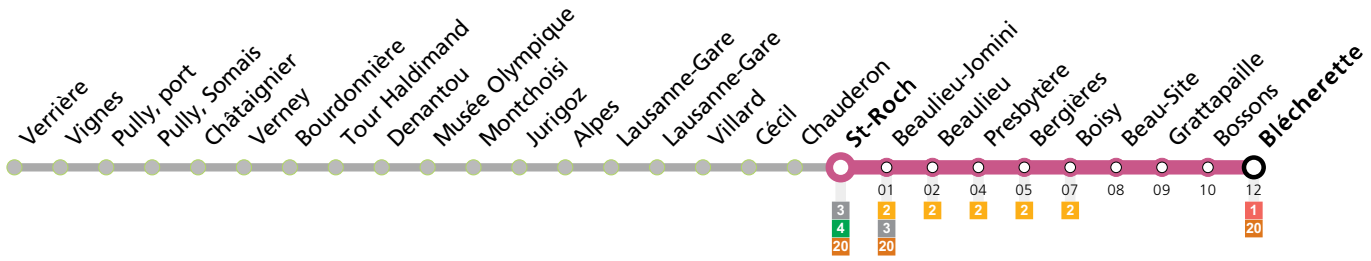 Verrière
Vignes
Pully, port
Pully, Somais
Châtaignier
Verney
Bourdonnière
Tour Haldimand
Denantou
Musée Olympique
Montchoisi
Jurigoz
Alpes
Lausanne-Gare
Lausanne-Gare
Villard
Cécil
Chauderon
St-Roch
Beaulieu-Jomini
Beaulieu
Presbytère
Bergières
Boisy
Beau-Site
Grattapaille
Bossons
Blécherette
01 02 04 05 07 08 09 10 12
3 2 2 2 2 2 1
4 3 20
20 20